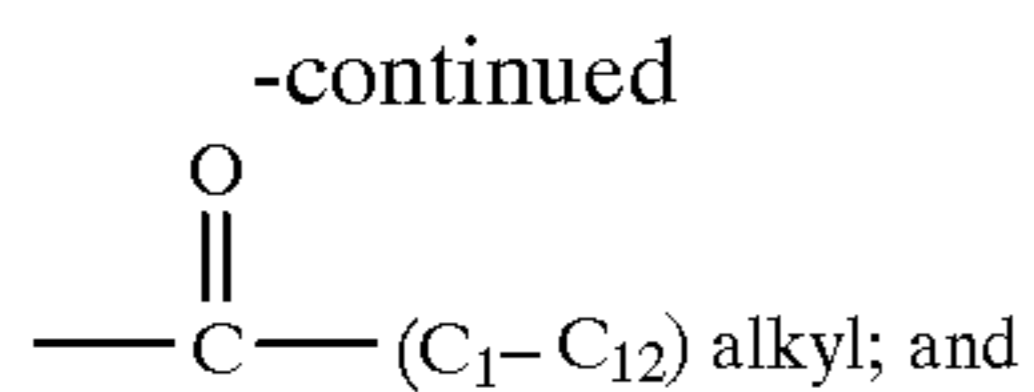 -continued
O
C (C1– C12) alkyl; and